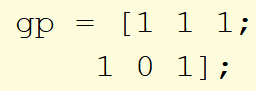 gp = [1 1 1;
1 0 1];